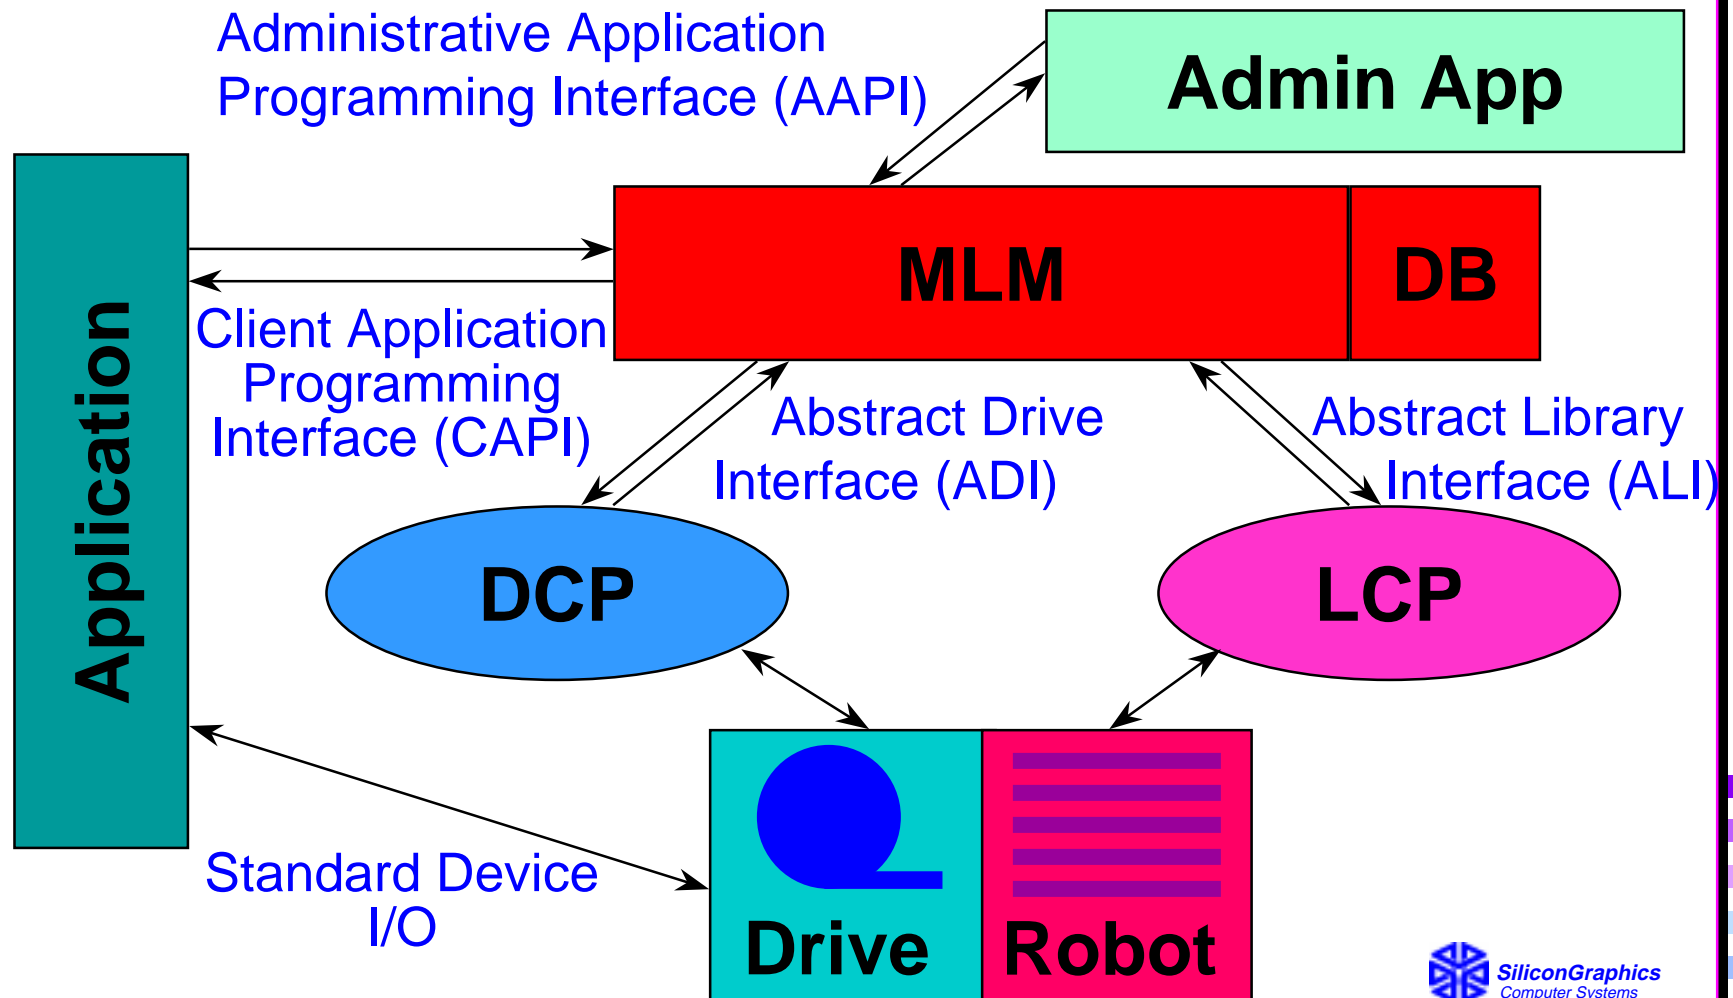 Administrative Application
Programming Interface (AAPI)
Admin App
MLM
DB
Application
Client Application
Programming
Interface (CAPI)
Abstract Drive
Interface (ADI)
Abstract Library
Interface (ALI)
DCP
LCP
Standard Device
I/O
Drive
Robot
SiliconGraphics
Computer Systems